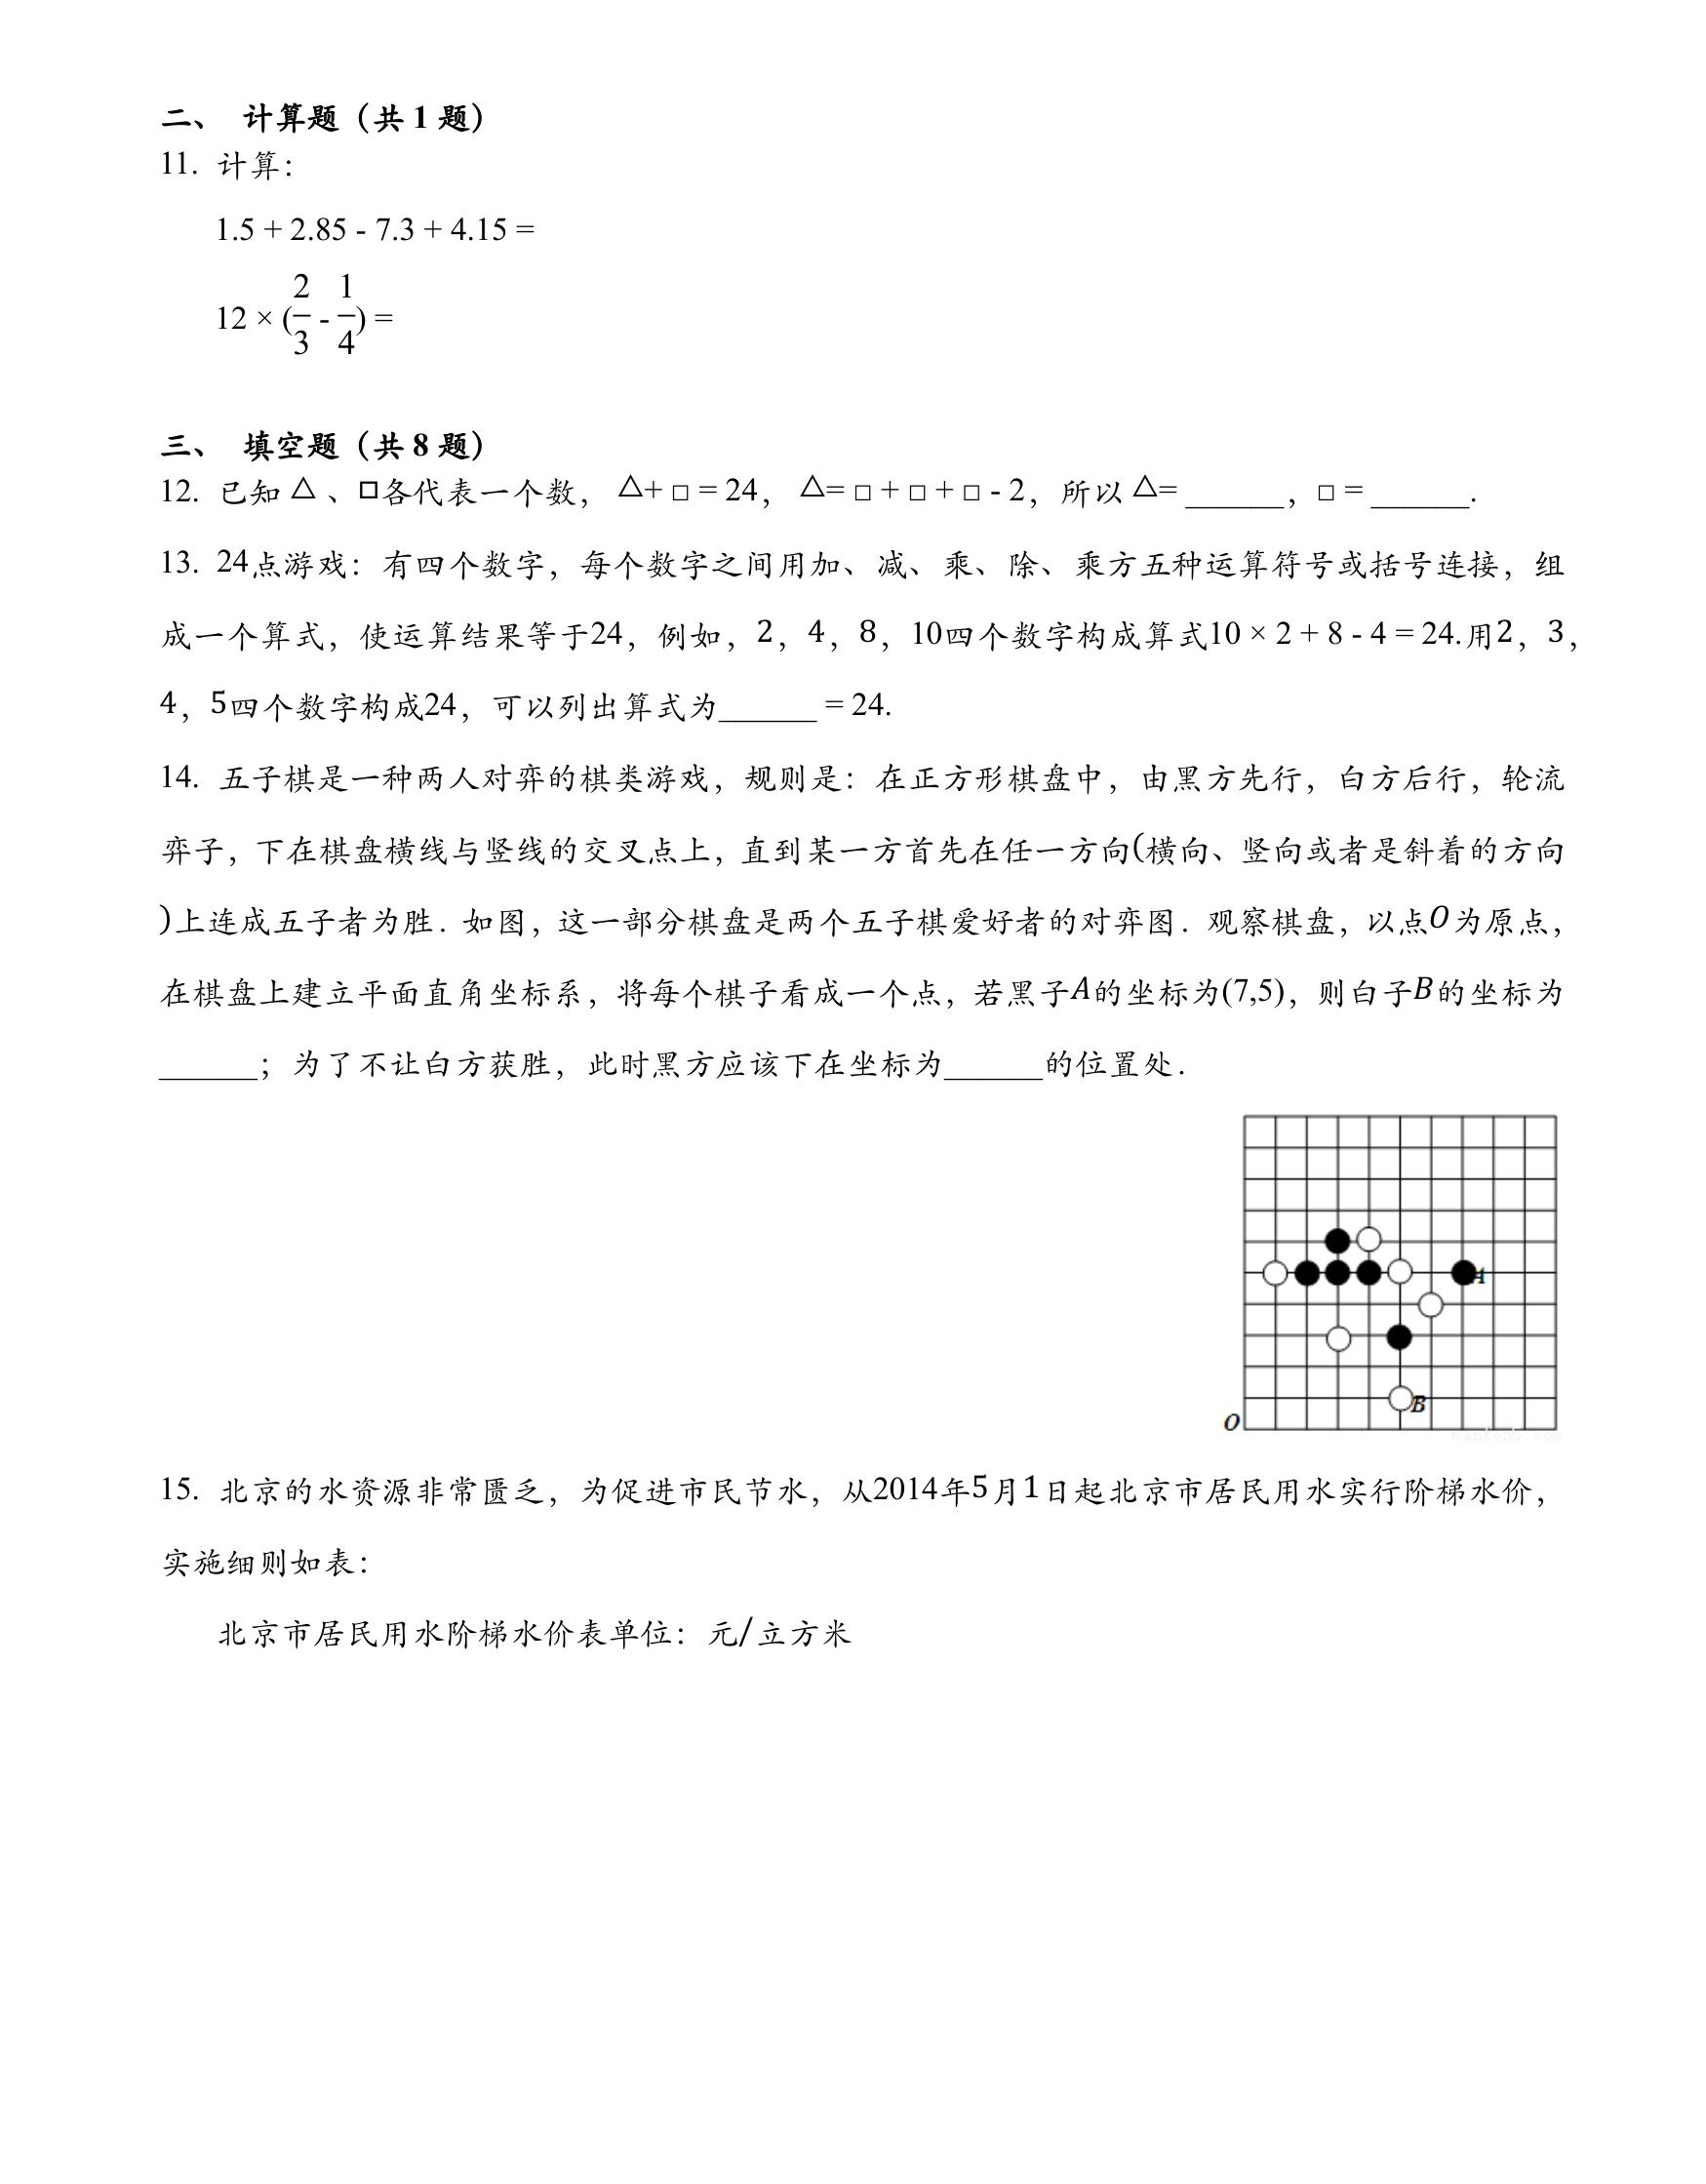 二、 计算题（共 1 题）
11. 计算：
1.5 + 2.85 - 7.3 + 4.15 =
12 × (2/3 - 1/4) =
三、 填空题（共 8 题）
12. 已知 △ 、□各代表一个数， △+ □ = 24， △= □ + □ + □ - 2，所以 △= ______，□ = ______.
13. 24点游戏：有四个数字，每个数字之间用加、减、乘、除、乘方五种运算符号或括号连接，组
成一个算式，使运算结果等于24，例如，2，4，8，10四个数字构成算式10 × 2 + 8 - 4 = 24.用2，3，
4，5四个数字构成24，可以列出算式为______ = 24.
14. 五子棋是一种两人对弈的棋类游戏，规则是：在正方形棋盘中，由黑方先行，白方后行，轮流
弈子，下在棋盘横线与竖线的交叉点上，直到某一方首先在任一方向(横向、竖向或者是斜着的方向
)上连成五子者为胜．如图，这一部分棋盘是两个五子棋爱好者的对弈图．观察棋盘，以点O为原点，
在棋盘上建立平面直角坐标系，将每个棋子看成一个点，若黑子A的坐标为(7,5)，则白子B的坐标为
______；为了不让白方获胜，此时黑方应该下在坐标为______的位置处．
A
B
O
15. 北京的水资源非常匮乏，为促进市民节水，从2014年5月1日起北京市居民用水实行阶梯水价，
实施细则如表：
北京市居民用水阶梯水价表单位：元/立方米